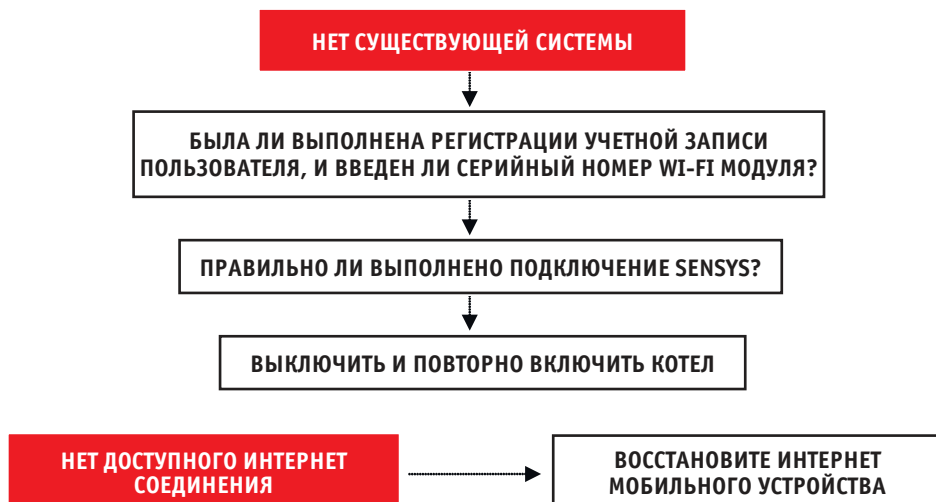 НЕТ СУЩЕСТВУЮЩЕЙ СИСТЕМЫ
БЫЛА ЛИ ВЫПОЛНЕНА РЕГИСТРАЦИИ УЧЕТНОЙ ЗАПИСИ
ПОЛЬЗОВАТЕЛЯ, И ВВЕДЕН ЛИ СЕРИЙНЫЙ НОМЕР WI-FI МОДУЛЯ?
ПРАВИЛЬНО ЛИ ВЫПОЛНЕНО ПОДКЛЮЧЕНИЕ SENSYS?
ВЫКЛЮЧИТЬ И ПОВТОРНО ВКЛЮЧИТЬ КОТЕЛ
НЕТ ДОСТУПНОГО ИНТЕРНЕТ
СОЕДИНЕНИЯ
ВОССТАНОВИТЕ ИНТЕРНЕТ
МОБИЛЬНОГО УСТРОЙСТВА